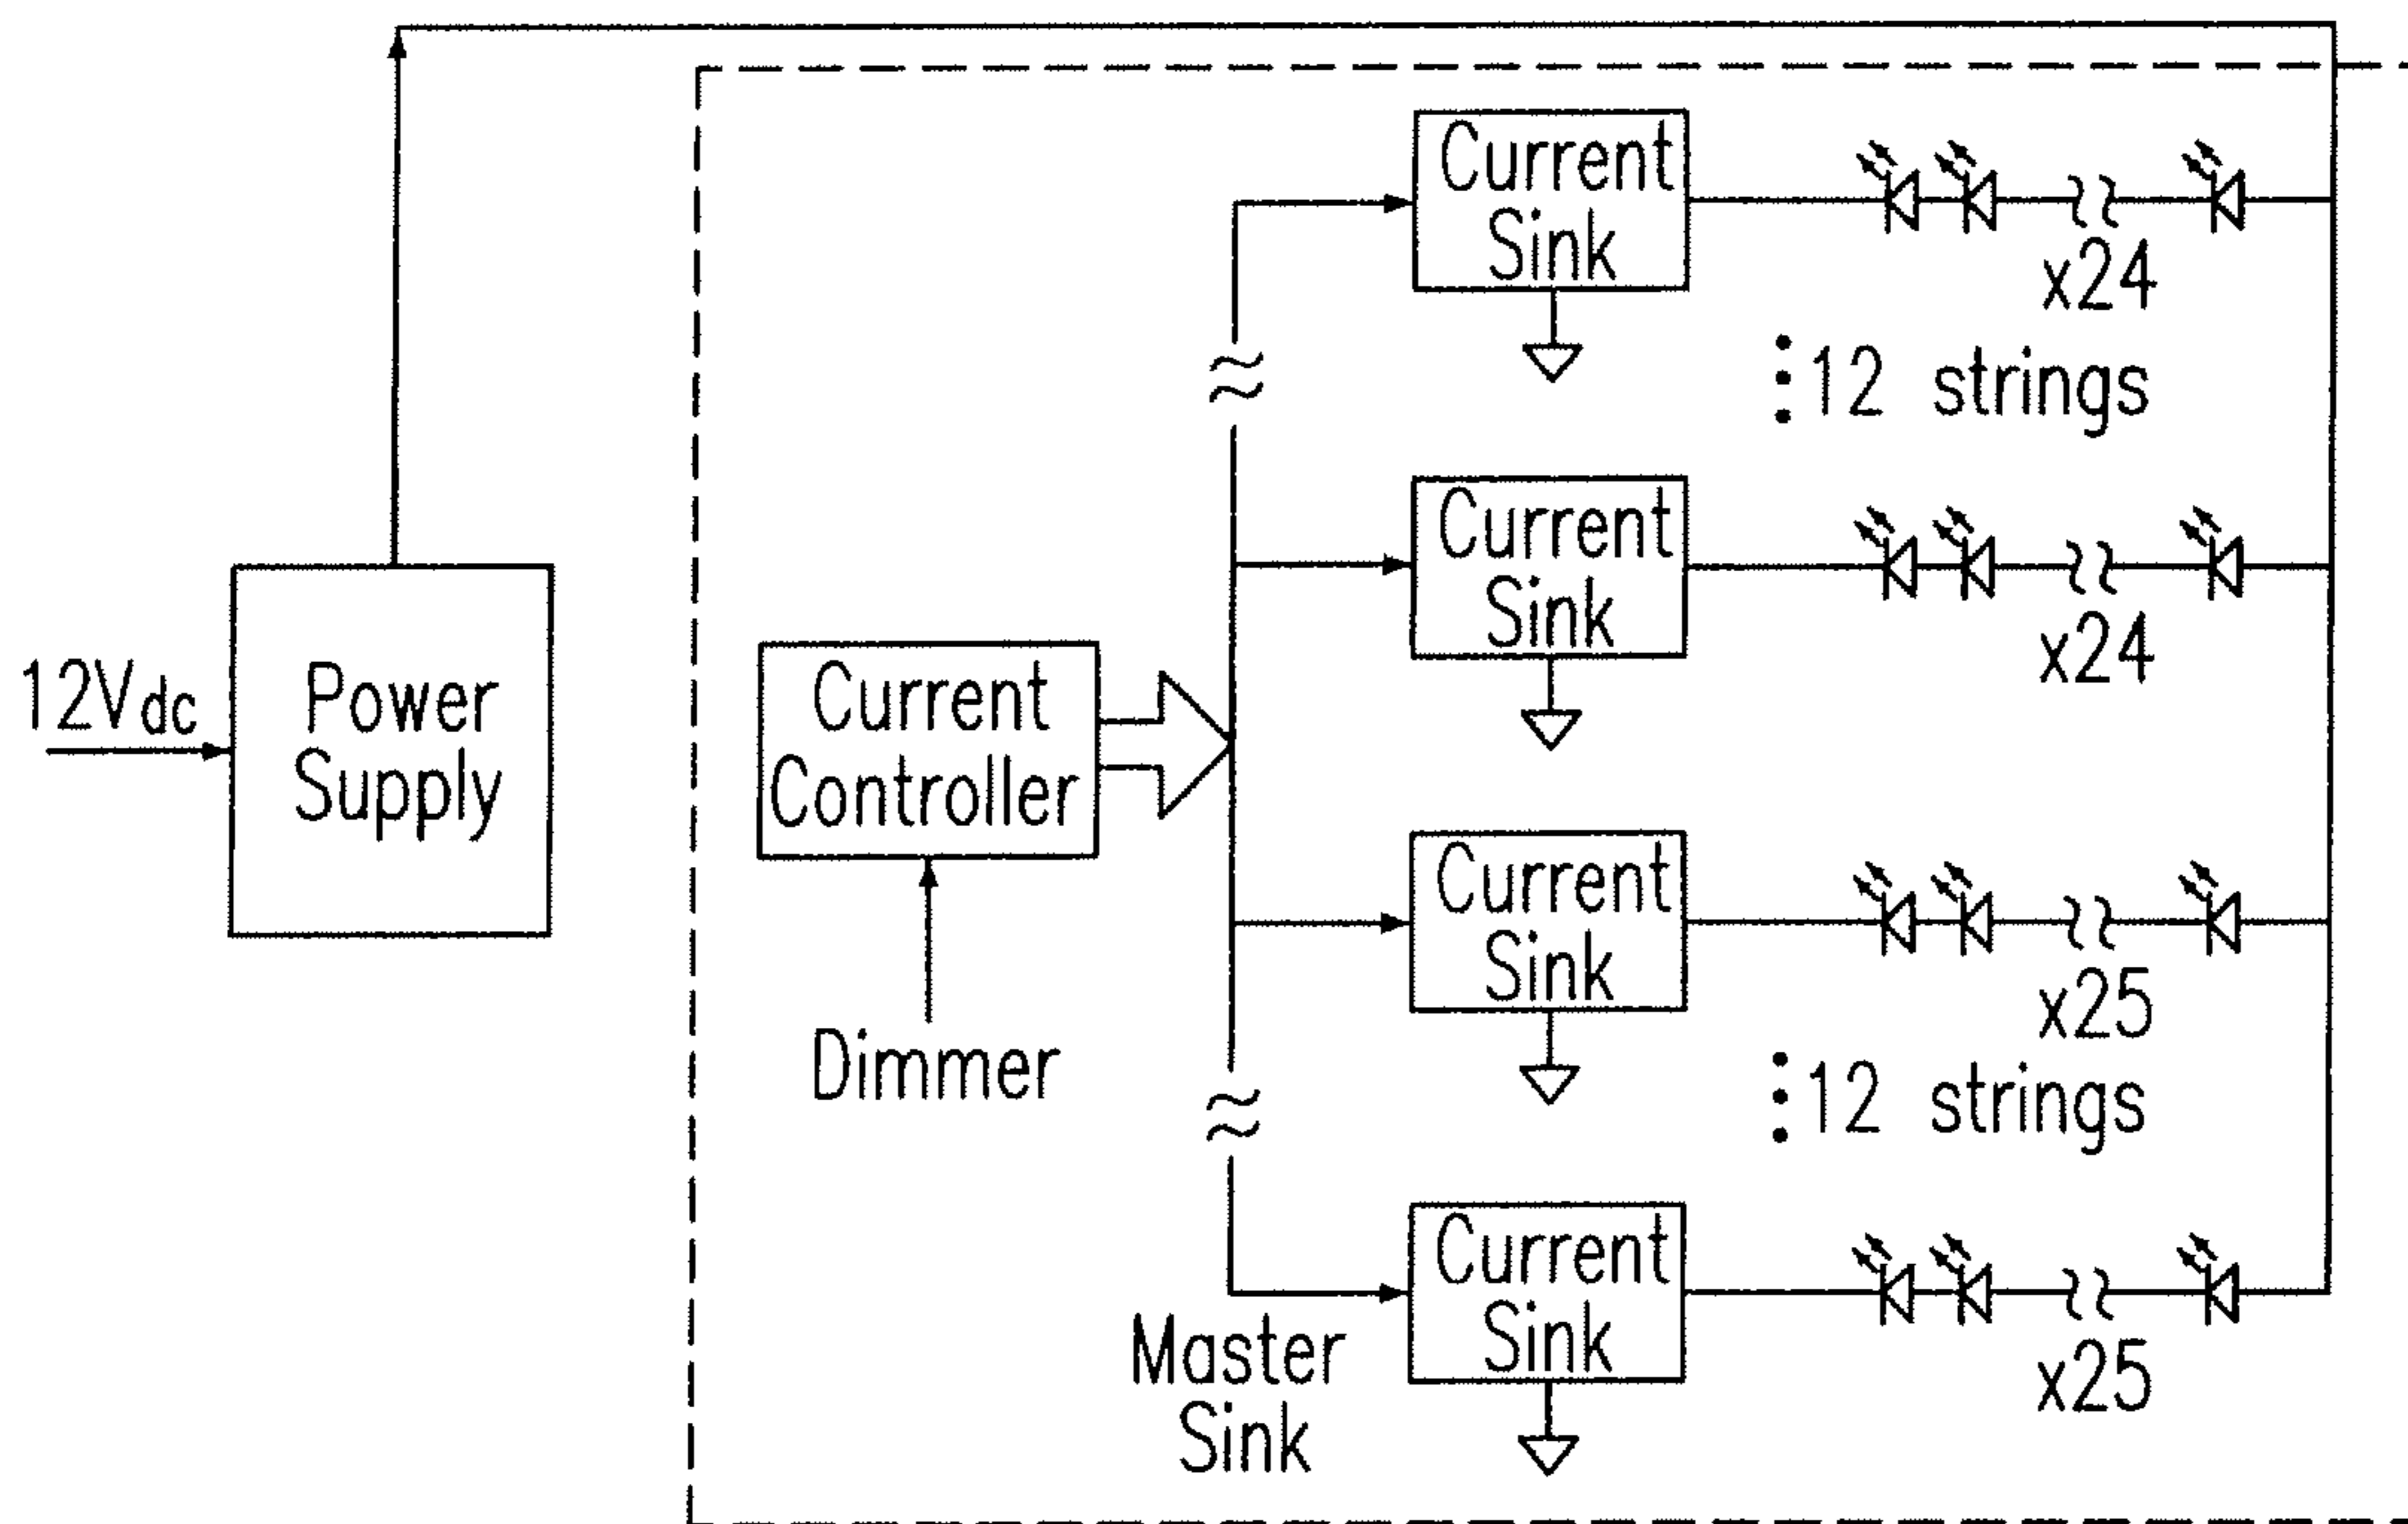 Current
Sink
x24
:12 strings
Current
Sink
x24
12Vdc
Power
Supply
Current
Controller
Current
Sink
x25
:12 strings
Dimmer
Current
Sink
x25
Master
Sink